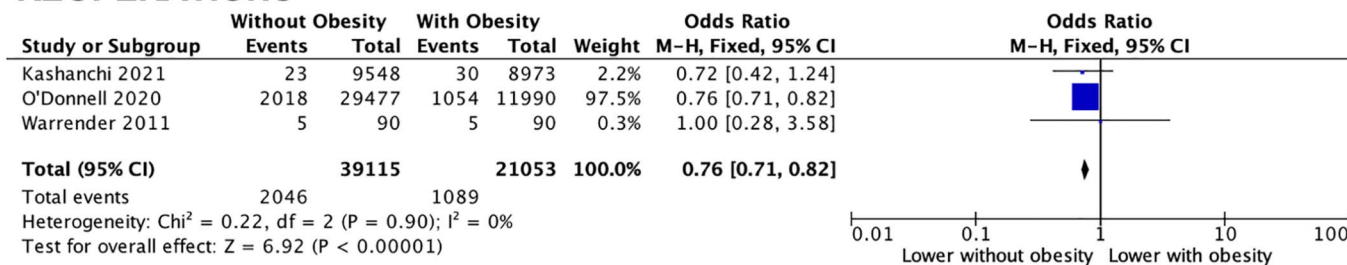 Without Obesity With Obesity Odds Ratio Odds Ratio
Study or Subgroup Events Total Events Total Weight M-H, Fixed, 95% CI M-H, Fixed, 95% CI
Kashanchi 2021 23 9548 30 8973 2.2% 0.72 [0.42, 1.24]
O'Donnell 2020 2018 29477 1054 11990 97.5% 0.76 [0.71, 0.82]
Warrender 2011 5 90 5 90 0.3% 1.00 [0.28, 3.58]
Total (95% CI) 39115 21053 100.0% 0.76 [0.71, 0.82]
Total events 2046 1089
Heterogeneity: Chi² = 0.22, df = 2 (P = 0.90); I² = 0%
Test for overall effect: Z = 6.92 (P < 0.00001)
0.01 0.1 1 10 100
Lower without obesity Lower with obesity